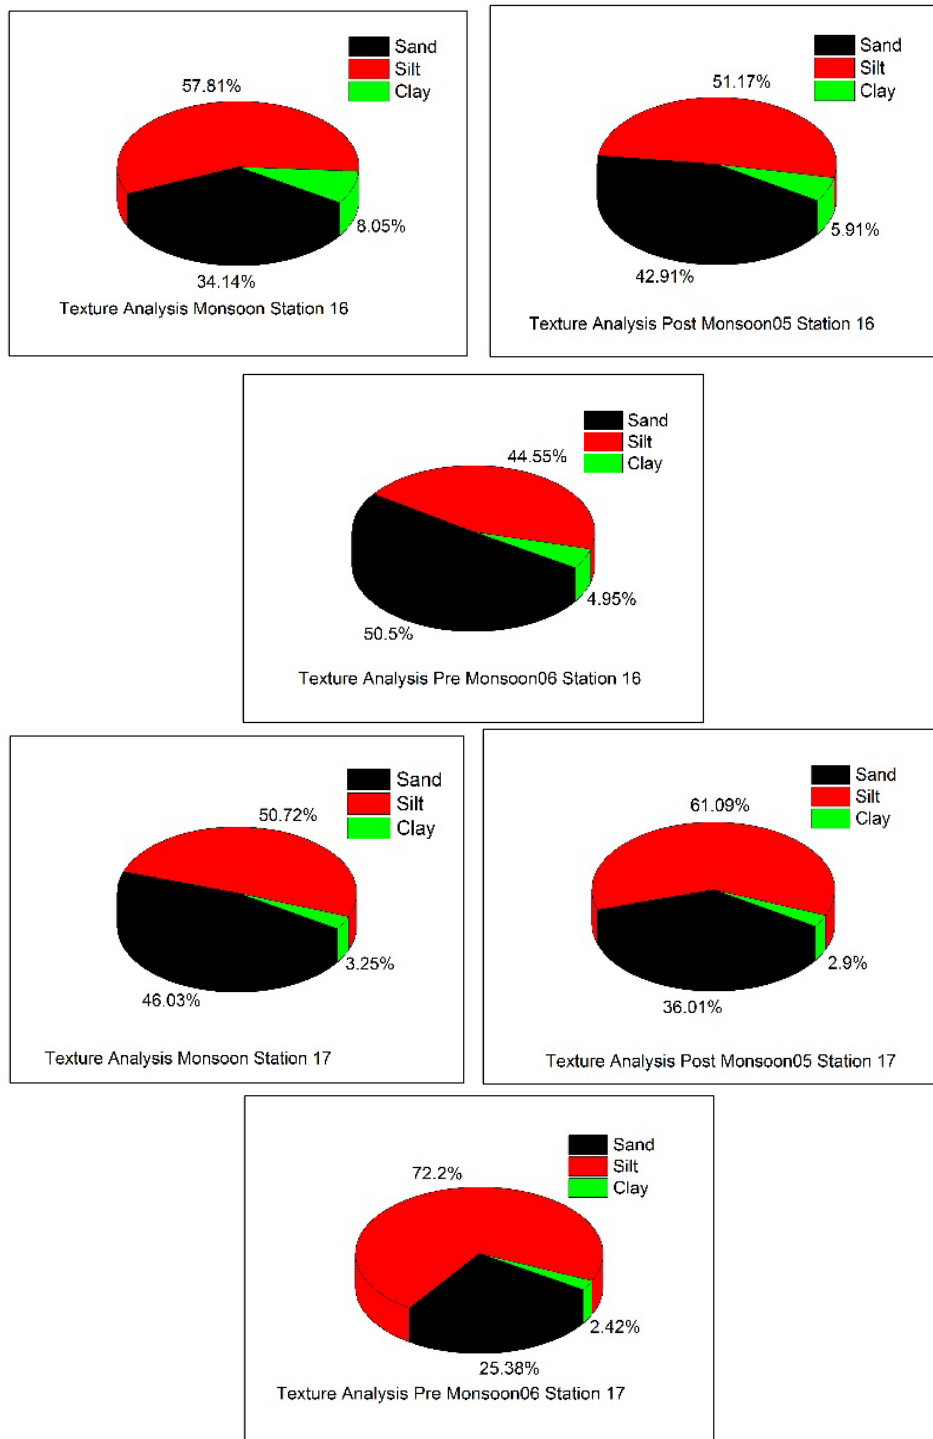 Sand
Silt
Clay
57.81%
8.05%
34.14%
Texture Analysis Monsoon Station 16
Sand
Silt
Clay
51.17%
5.91%
42.91%
Texture Analysis Post Monsoon05 Station 16
Sand
Silt
Clay
44.55%
4.95%
50.5%
Texture Analysis Pre Monsoon06 Station 16
Sand
Silt
Clay
50.72%
3.25%
46.03%
Texture Analysis Monsoon Station 17
Sand
Silt
Clay
61.09%
2.9%
36.01%
Texture Analysis Post Monsoon05 Station 17
Sand
Silt
Clay
72.2%
2.42%
25.38%
Texture Analysis Pre Monsoon06 Station 17